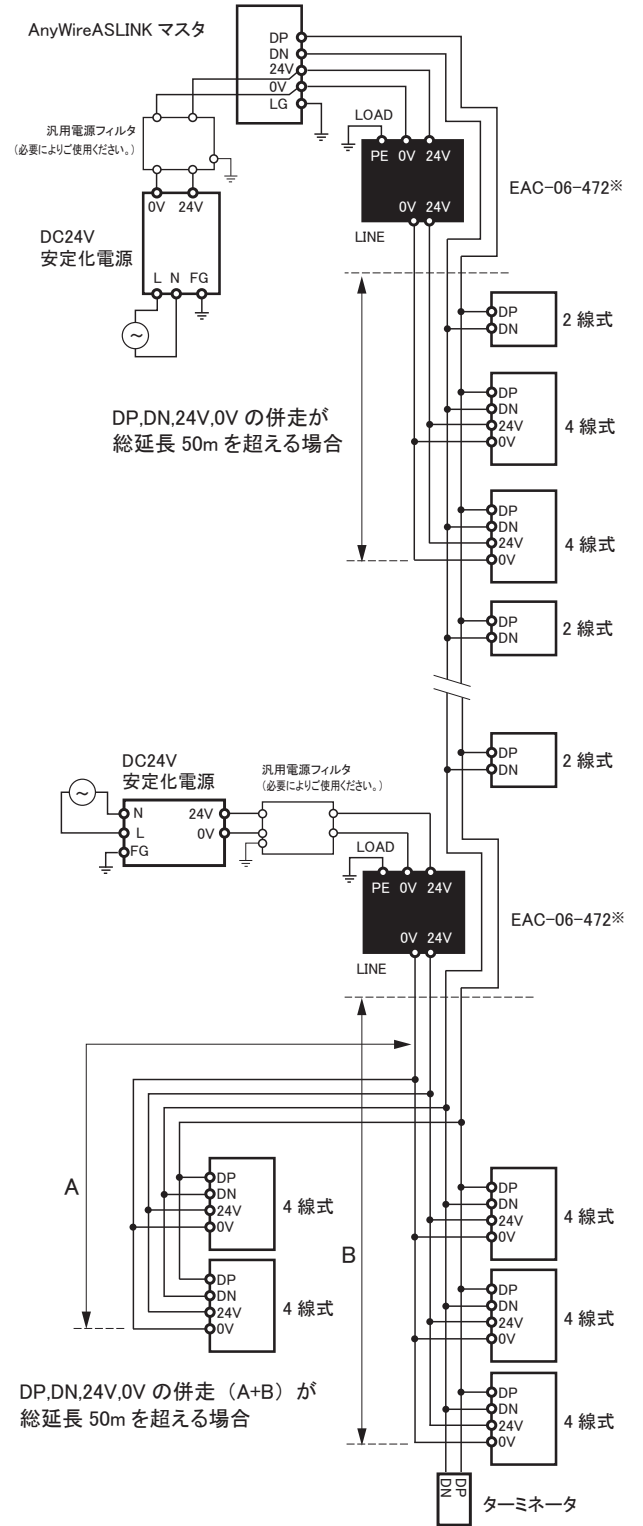 AnyWireASLINK マスタ
DP
DN
24V
0V
LG
汎用電源フィルタ
(必要によりご使用ください。)
0V 24V
DC24V
安定化電源
L N FG
LOAD
PE 0V 24V
0V 24V
LINE
EAC-06-472※
DP
DN
2 線式
DP,DN,24V,0V の併走が
総延長 50m を超える場合
DP
DN
24V
0V
4 線式
DP
DN
24V
0V
4 線式
DP
DN
2 線式
DP
DN
2 線式
DC24V
安定化電源
N
L
FG
24V
0V
汎用電源フィルタ
(必要によりご使用ください。)
LOAD
PE 0V 24V
0V 24V
LINE
EAC-06-472※
A
DP
DN
24V
0V
4 線式
DP
DN
24V
0V
4 線式
B
DP
DN
24V
0V
4 線式
DP
DN
24V
0V
4 線式
DP
DN
24V
0V
4 線式
DP,DN,24V,0V の併走（A+B）が
総延長 50m を超える場合
DP
DN
ターミネータ